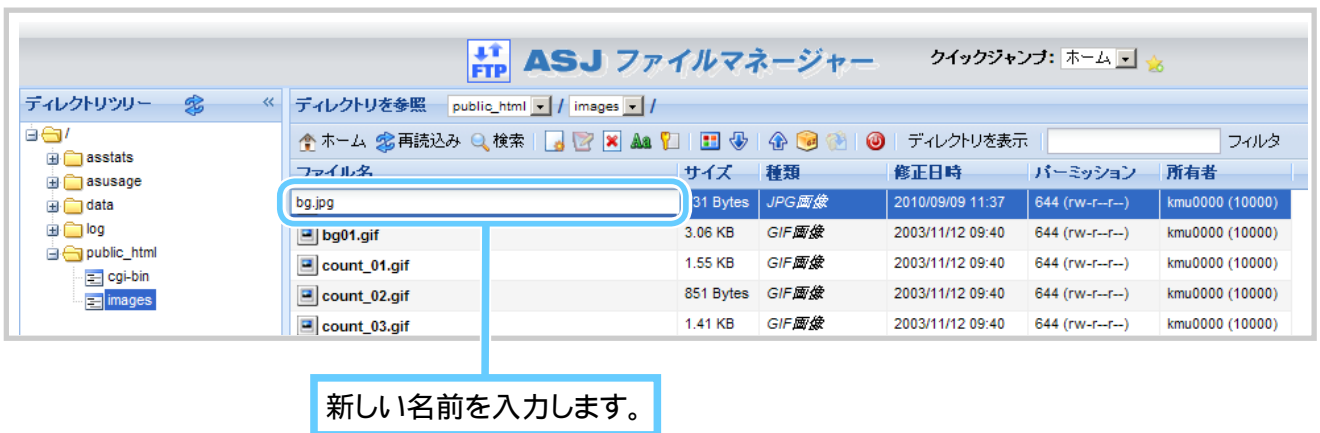 FTP ASJ ファイルマネージャー クイックジャンプ: ホーム
ディレクトリツリー « ディレクトリを参照 public_html / images /
/
asstats
asusage
data
log
public_html
cgi-bin
images
ホーム 再読込み 検索 Aa ディレクトリを表示 フィルタ
ファイル名 サイズ 種類 修正日時 パーミッション 所有者
bg.jpg 31 Bytes JPG画像 2010/09/09 11:37 644 (rw-r--r--) kmu0000 (10000)
bg01.gif 3.06 KB GIF画像 2003/11/12 09:40 644 (rw-r--r--) kmu0000 (10000)
count_01.gif 1.55 KB GIF画像 2003/11/12 09:40 644 (rw-r--r--) kmu0000 (10000)
count_02.gif 851 Bytes GIF画像 2003/11/12 09:40 644 (rw-r--r--) kmu0000 (10000)
count_03.gif 1.41 KB GIF画像 2003/11/12 09:40 644 (rw-r--r--) kmu0000 (10000)
新しい名前を入力します。